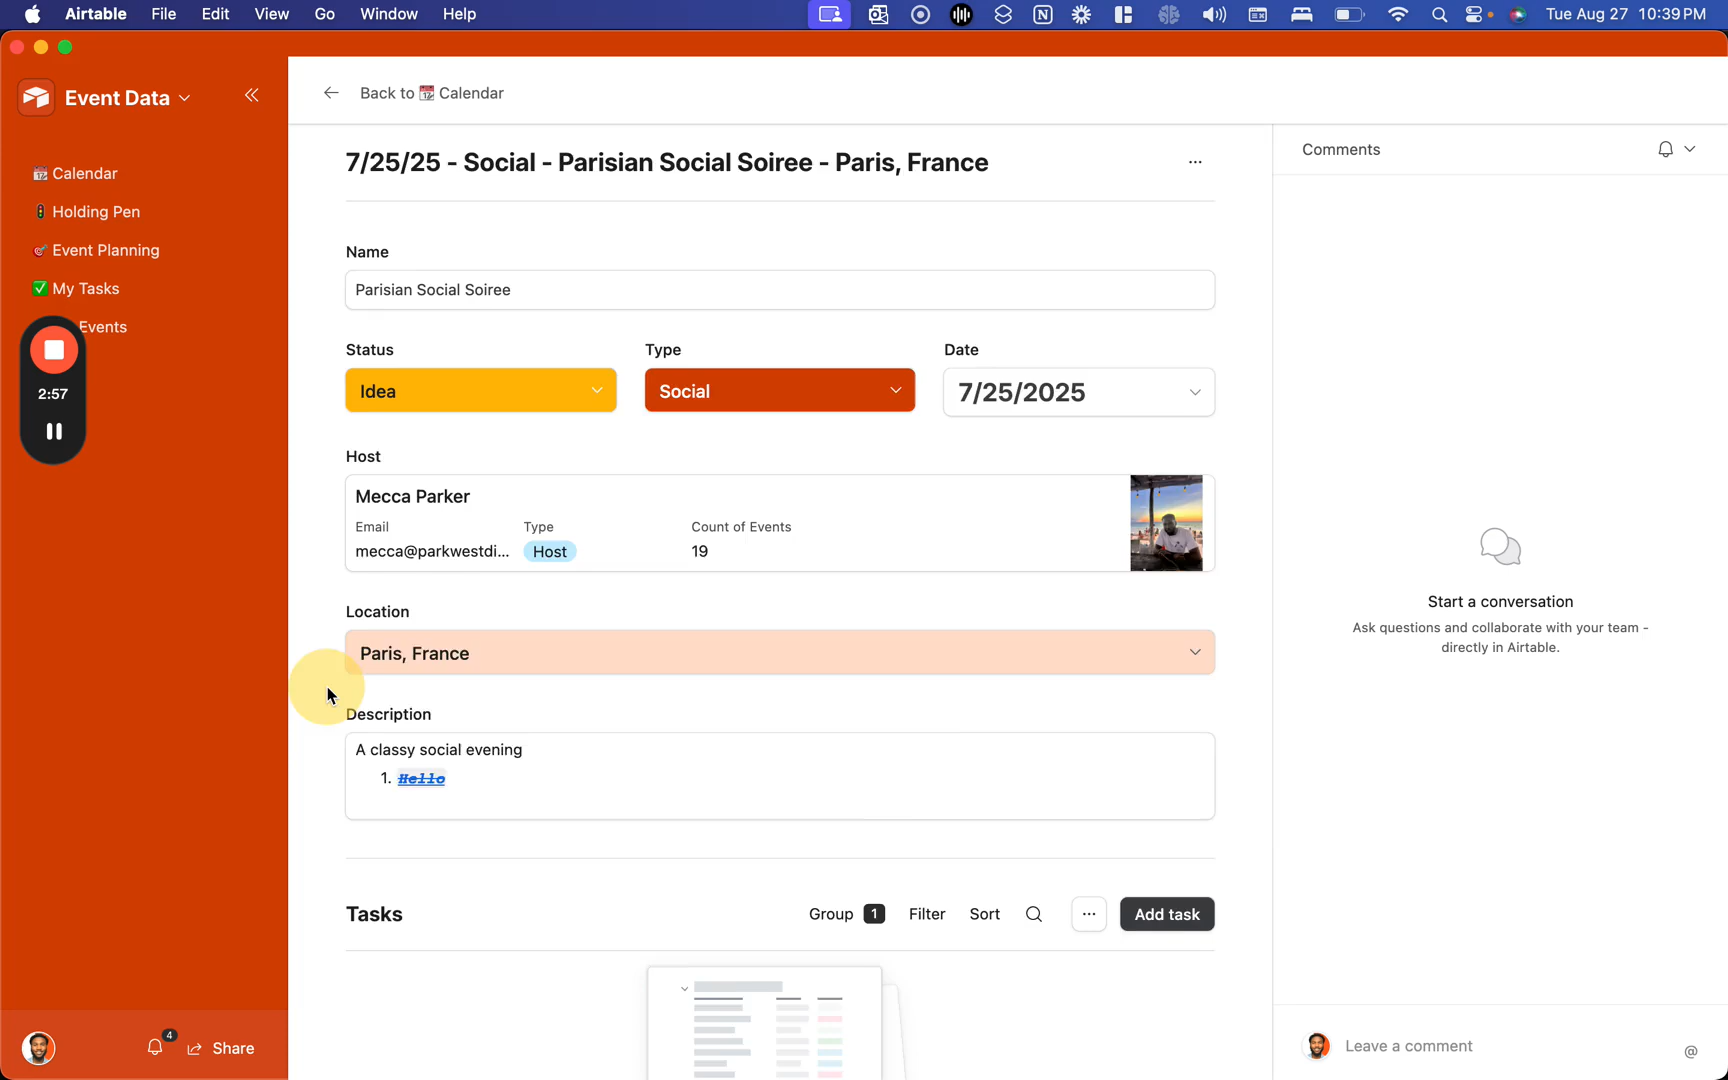 Airtable File Edit View Go Window Help Tue Aug 27 10:39 PM
Event Data
Back to Calendar
Calendar
Holding Pen
Event Planning
My Tasks
Events
2:57
4
Share
7/25/25 - Social - Parisian Social Soiree - Paris, France
Name
Parisian Social Soiree
Status Type Date
Idea Social 7/25/2025
Host
Mecca Parker
Email Type Count of Events
mecca@parkwestdi... Host 19
Location
Paris, France
Description
A classy social evening
1. Hello
Tasks Group 1 Filter Sort Add task
Comments
Start a conversation
Ask questions and collaborate with your team -
directly in Airtable.
Leave a comment @